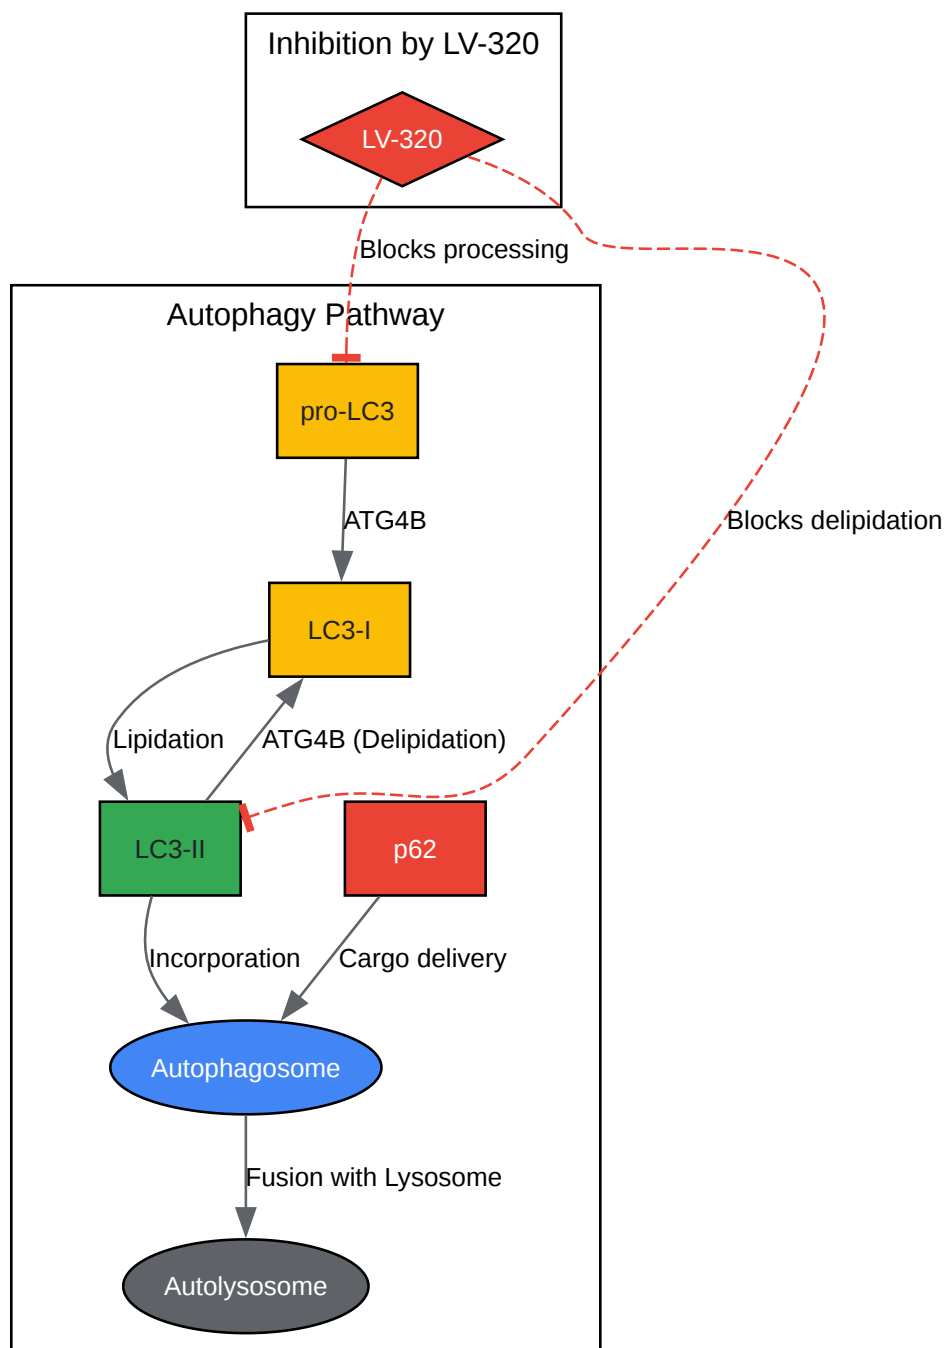 Inhibition by LV-320
LV-320
Blocks processing
Autophagy Pathway
pro-LC3
ATG4B
Blocks delipidation
LC3-I
Lipidation
ATG4B (Delipidation)
LC3-II
p62
Incorporation
Cargo delivery
Autophagosome
Fusion with Lysosome
Autolysosome